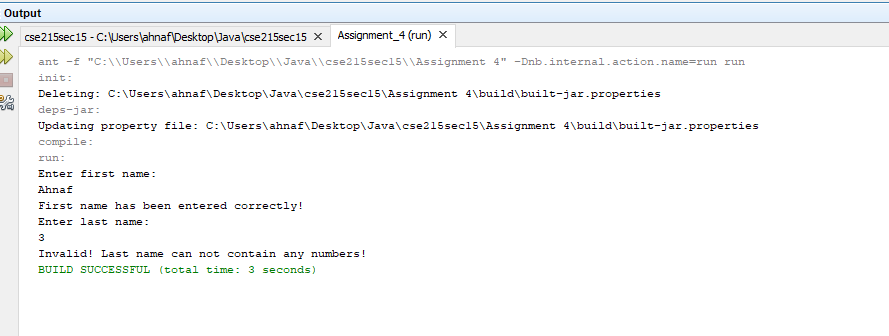 Output
cse215sec15 - C:\Users\ahnaf\Desktop\Java\cse215sec15
Assignment_4 (run)
ant -f "C:\\Users\\ahnaf\\Desktop\\Java\\cse215sec15\\Assignment 4" -Dnb.internal.action.name=run run
init:
Deleting: C:\Users\ahnaf\Desktop\Java\cse215sec15\Assignment 4\build\built-jar.properties
deps-jar:
Updating property file: C:\Users\ahnaf\Desktop\Java\cse215sec15\Assignment 4\build\built-jar.properties
compile:
run:
Enter first name:
Ahnaf
First name has been entered correctly!
Enter last name:
3
Invalid! Last name can not contain any numbers!
BUILD SUCCESSFUL (total time: 3 seconds)